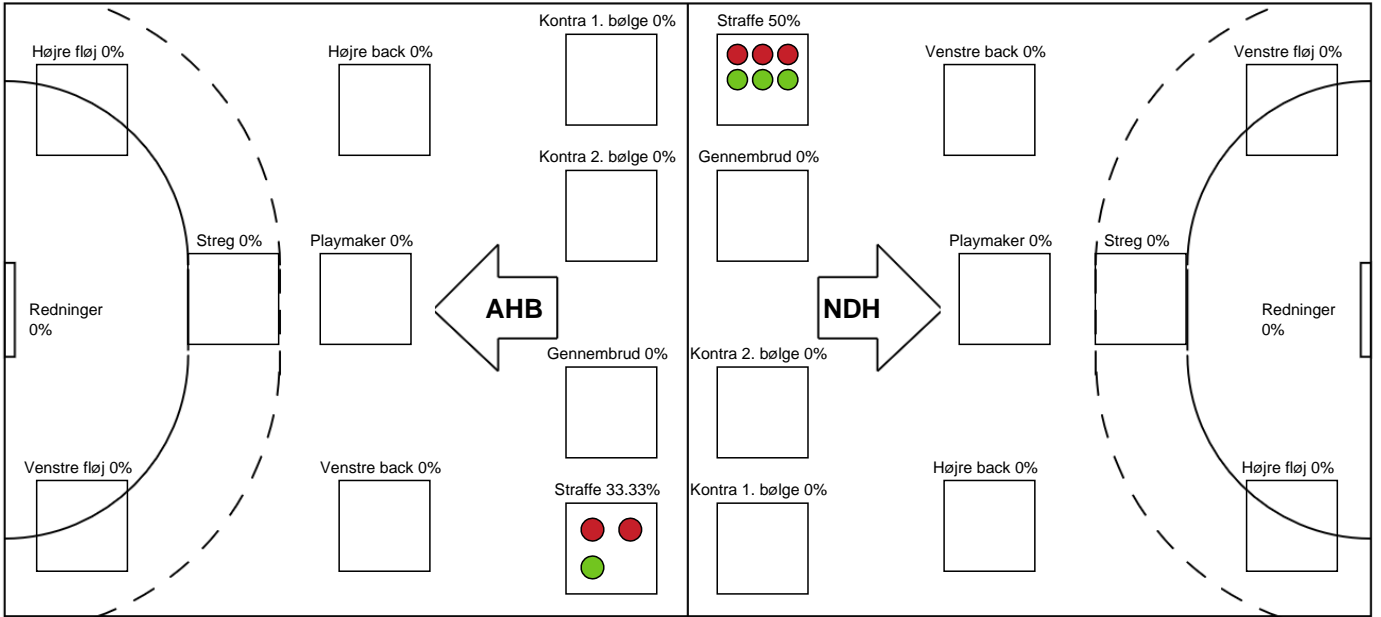 Kontra 1. bølge 0%
Straffe 50%
Højre fløj 0%
Højre back 0%
Venstre back 0%
Venstre fløj 0%
Kontra 2. bølge 0%
Gennembrud 0%
Streg 0%
Playmaker 0%
Playmaker 0%
Streg 0%
Redninger
0%
AHB
NDH
Redninger
0%
Gennembrud 0%
Kontra 2. bølge 0%
Venstre fløj 0%
Venstre back 0%
Højre back 0%
Højre fløj 0%
Straffe 33.33%
Kontra 1. bølge 0%